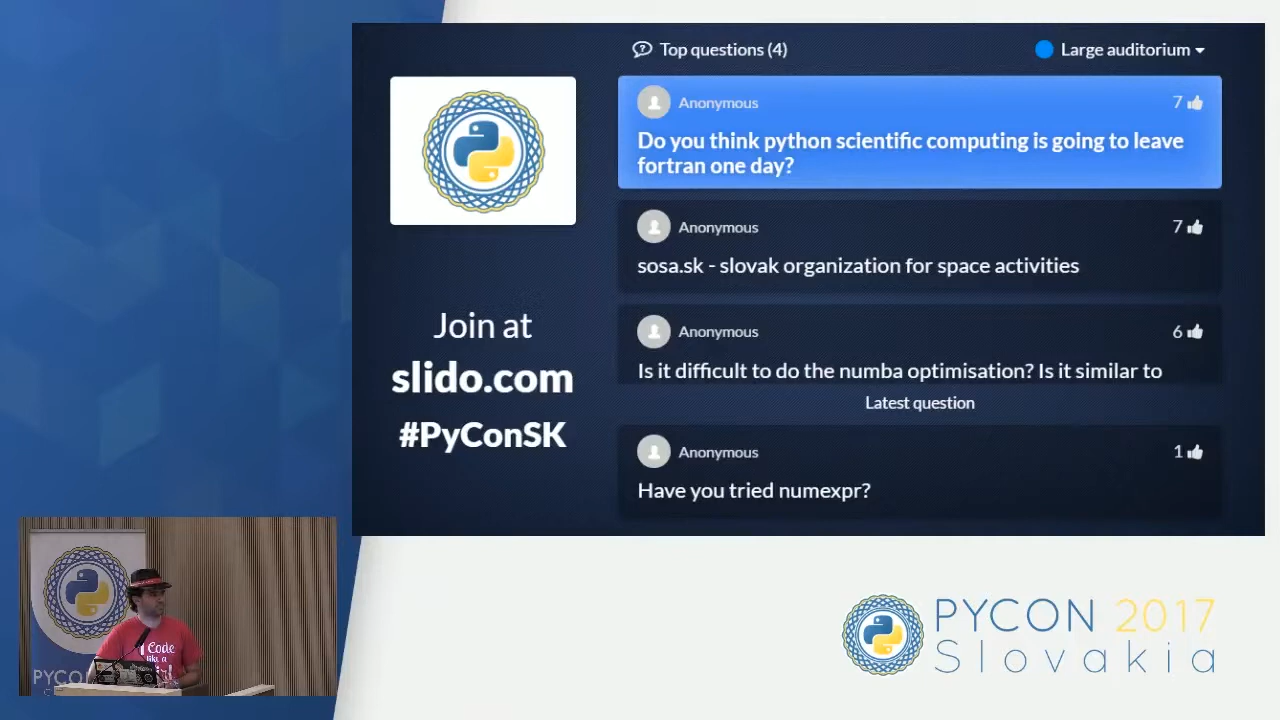 Top questions (4)
Large auditorium
Anonymous
7
Do you think python scientific computing is going to leave
fortran one day?
Anonymous
7
sosa.sk - slovak organization for space activities
Anonymous
6
Is it difficult to do the numba optimisation? Is it similar to
Latest question
Anonymous
1
Have you tried numexpr?
Join at
slido.com
#PyConSK
I Code
like a
PYCON 2017
Slovakia